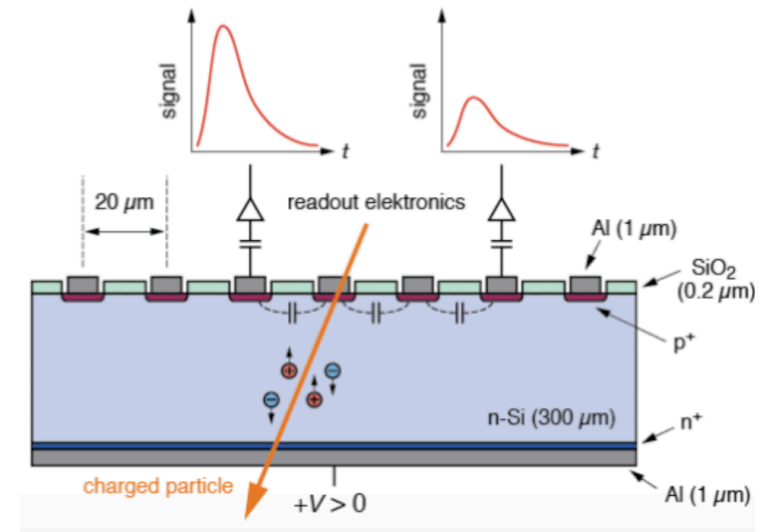 signal
t
signal
t
20 μm
readout elektronics
Al (1 μm)
SiO₂
(0.2 μm)
p⁺
n-Si (300 μm)
n⁺
charged particle
+V > 0
Al (1 μm)
+
−
−
+